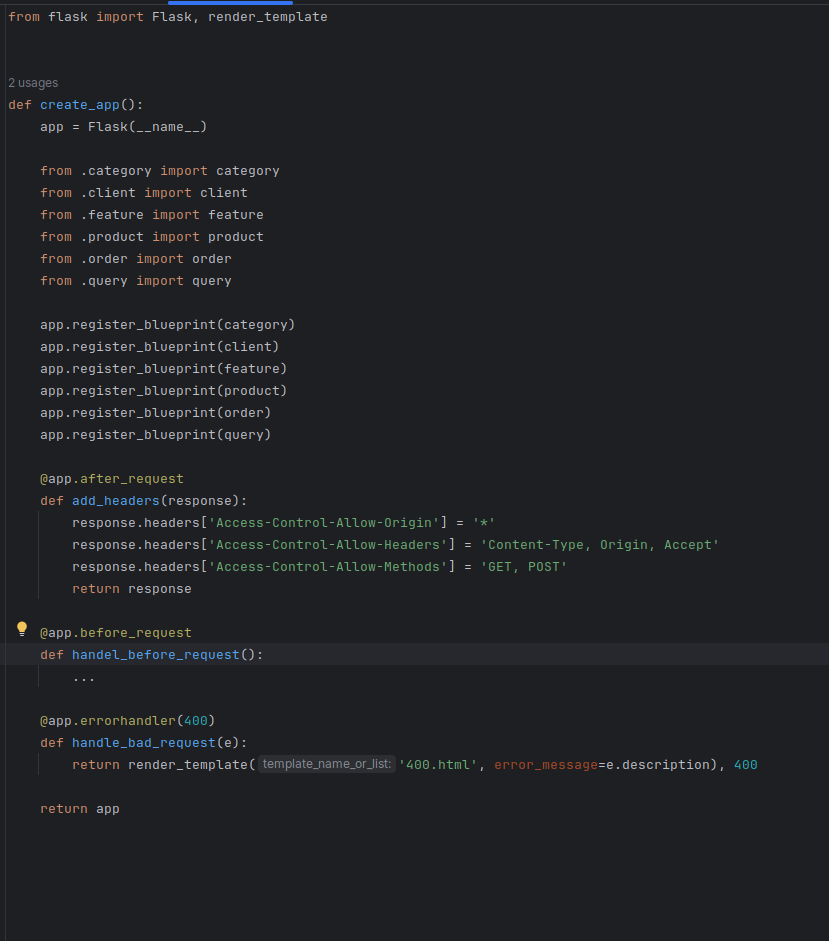 from flask import Flask, render_template
2 usages
def create_app():
    app = Flask(__name__)
    from .category import category
    from .client import client
    from .feature import feature
    from .product import product
    from .order import order
    from .query import query
    app.register_blueprint(category)
    app.register_blueprint(client)
    app.register_blueprint(feature)
    app.register_blueprint(product)
    app.register_blueprint(order)
    app.register_blueprint(query)
    @app.after_request
    def add_headers(response):
        response.headers['Access-Control-Allow-Origin'] = '*'
        response.headers['Access-Control-Allow-Headers'] = 'Content-Type, Origin, Accept'
        response.headers['Access-Control-Allow-Methods'] = 'GET, POST'
        return response
    @app.before_request
    def handel_before_request():
        ...
    @app.errorhandler(400)
    def handle_bad_request(e):
        return render_template( template_name_or_list: '400.html', error_message=e.description), 400
    return app